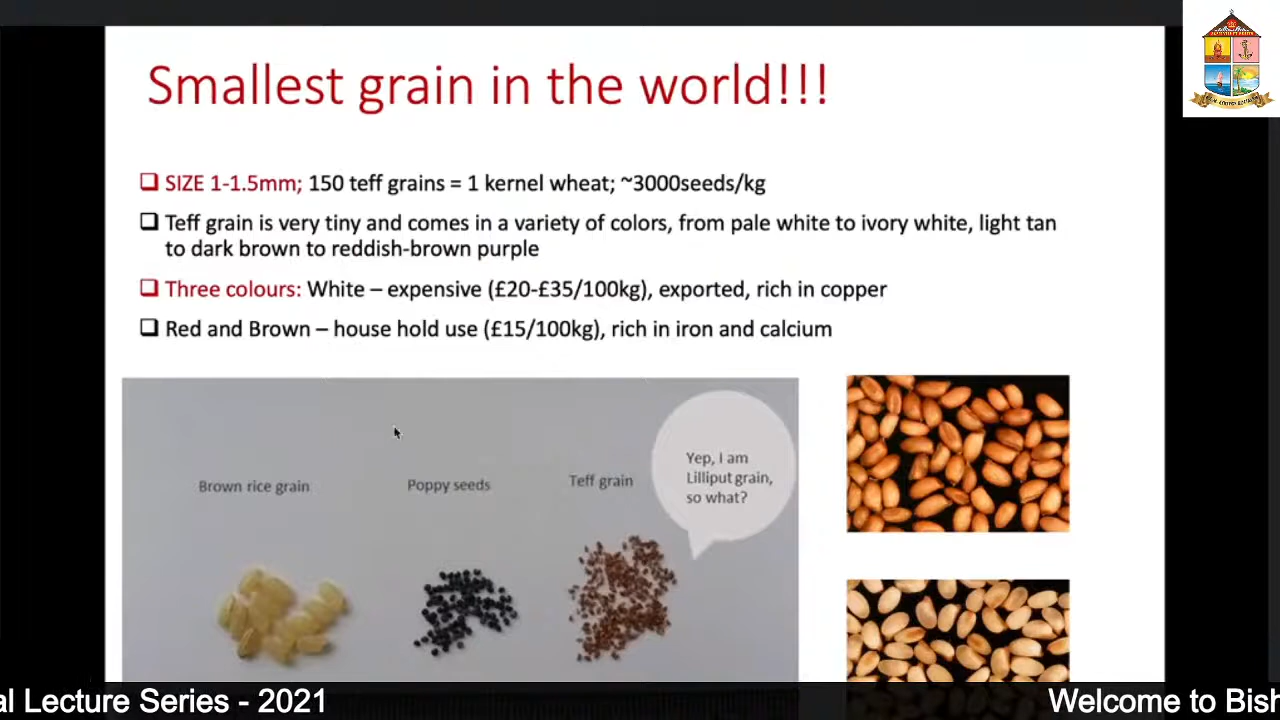 Smallest grain in the world!!!
SIZE 1-1.5mm; 150 teff grains = 1 kernel wheat; ~3000seeds/kg
Teff grain is very tiny and comes in a variety of colors, from pale white to ivory white, light tan
to dark brown to reddish-brown purple
Three colours: White – expensive (£20-£35/100kg), exported, rich in copper
Red and Brown – house hold use (£15/100kg), rich in iron and calcium
Brown rice grain
Poppy seeds
Teff grain
Yep, I am
Lilliput grain,
so what?
al Lecture Series - 2021
Welcome to Bish